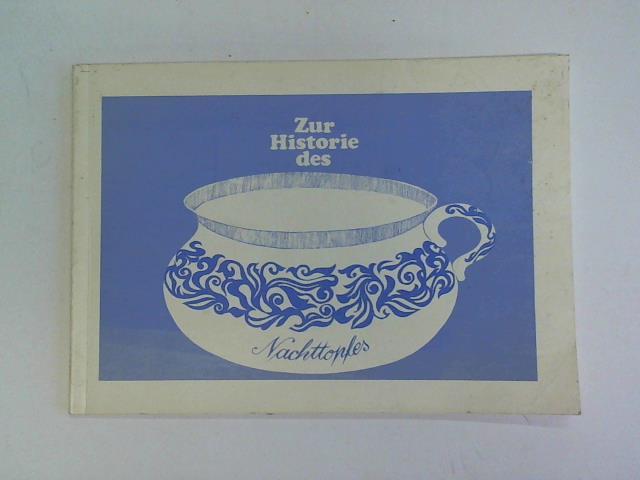 Zur
Historie
des
Nachttopfes